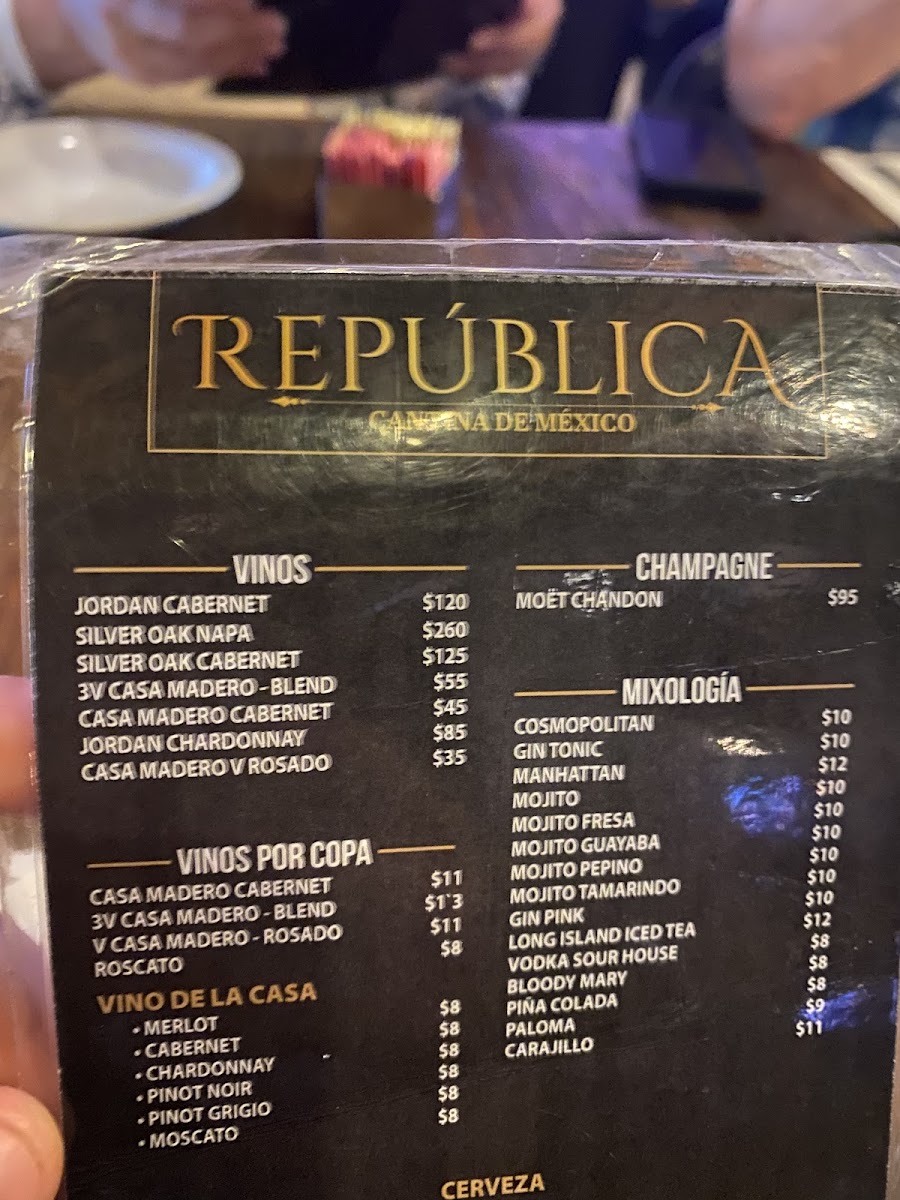 REPÚBLICA
CANTINA DE MÉXICO
VINOS
JORDAN CABERNET $120
SILVER OAK NAPA $260
SILVER OAK CABERNET $125
3V CASA MADERO - BLEND $55
CASA MADERO CABERNET $45
JORDAN CHARDONNAY $85
CASA MADERO V ROSADO $35
VINOS POR COPA
CASA MADERO CABERNET $11
3V CASA MADERO - BLEND $1`3
V CASA MADERO - ROSADO $11
ROSCATO $8
VINO DE LA CASA
• MERLOT $8
• CABERNET $8
• CHARDONNAY $8
• PINOT NOIR $8
• PINOT GRIGIO $8
• MOSCATO $8
CHAMPAGNE
MOËT CHANDON $95
MIXOLOGÍA
COSMOPOLITAN $10
GIN TONIC $10
MANHATTAN $12
MOJITO $10
MOJITO FRESA $10
MOJITO GUAYABA $10
MOJITO PEPINO $10
MOJITO TAMARINDO $10
GIN PINK $10
LONG ISLAND ICED TEA $12
VODKA SOUR HOUSE $8
BLOODY MARY $8
PIÑA COLADA $8
PALOMA $9
CARAJILLO $11
CERVEZA